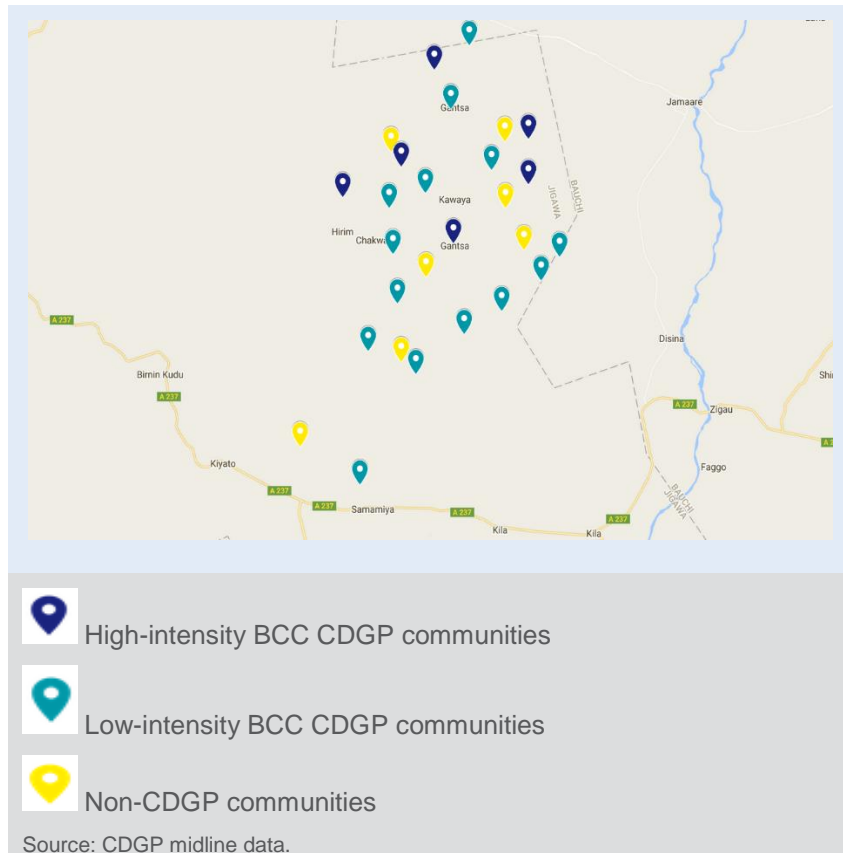 Jamaare
Gantsa
JIGAWA
BAUCHI
Kawaya
Hirim
Chakwa
Gantsa
A 237
Disina
Birnin Kudu
Shi
A 237
A 237
Zigau
Kiyato
Faggo
A 237
A 237
Samamiya
A 237
A 237
BAUCHI
JIGAWA
Kila
Kila
High-intensity BCC CDGP communities
Low-intensity BCC CDGP communities
Non-CDGP communities
Source: CDGP midline data.